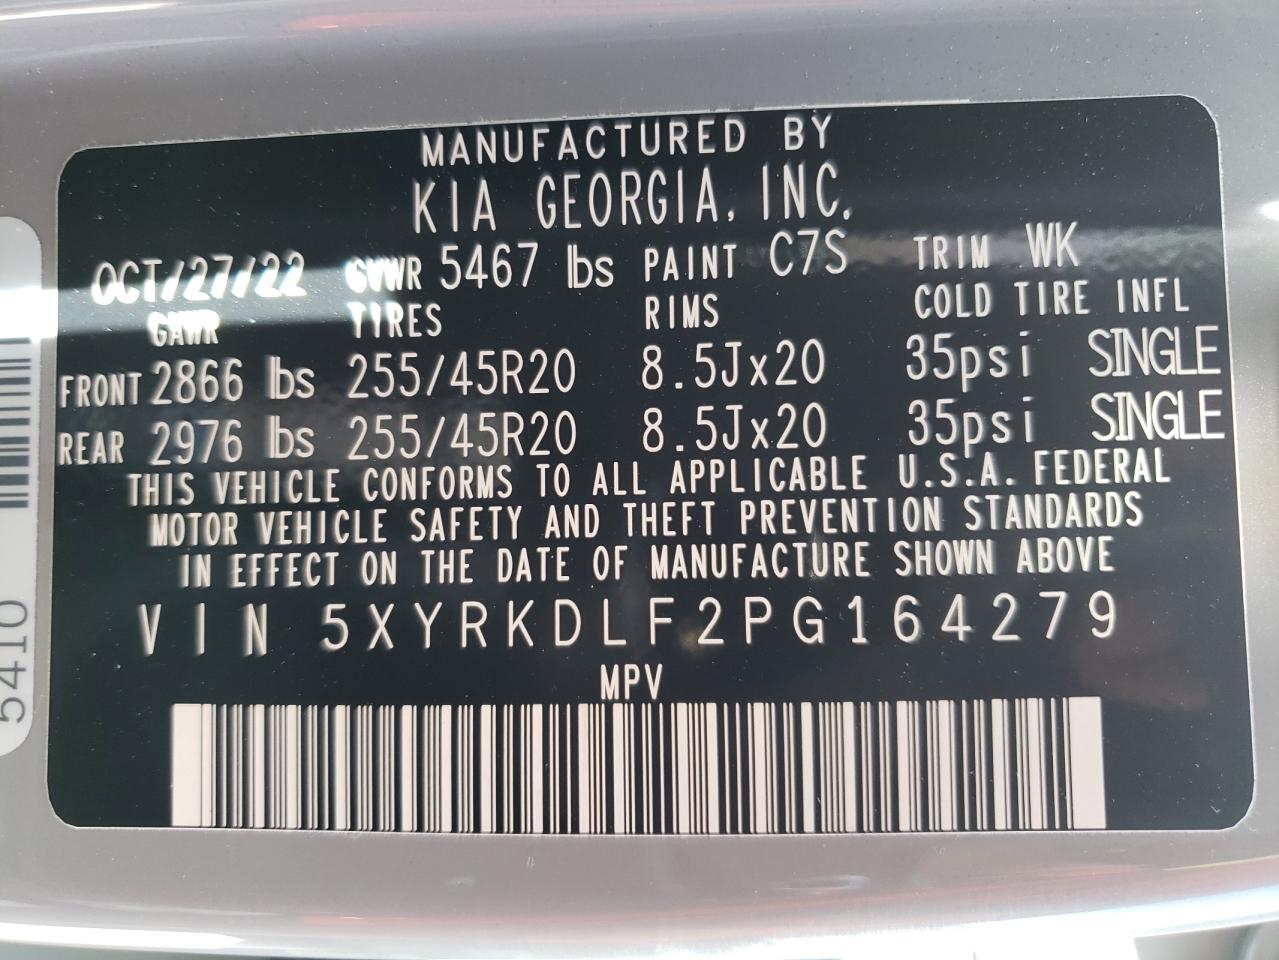 MANUFACTURED BY
KIA GEORGIA, INC.
OCT/27/22 GVWR 5467 lbs PAINT C7S TRIM WK
GAWR TIRES RIMS COLD TIRE INFL
FRONT 2866 lbs 255/45R20 8.5Jx20 35psi SINGLE
REAR 2976 lbs 255/45R20 8.5Jx20 35psi SINGLE
THIS VEHICLE CONFORMS TO ALL APPLICABLE U.S.A. FEDERAL
MOTOR VEHICLE SAFETY AND THEFT PREVENTION STANDARDS
IN EFFECT ON THE DATE OF MANUFACTURE SHOWN ABOVE
VIN 5XYRKDLF2PG164279
MPV
5410